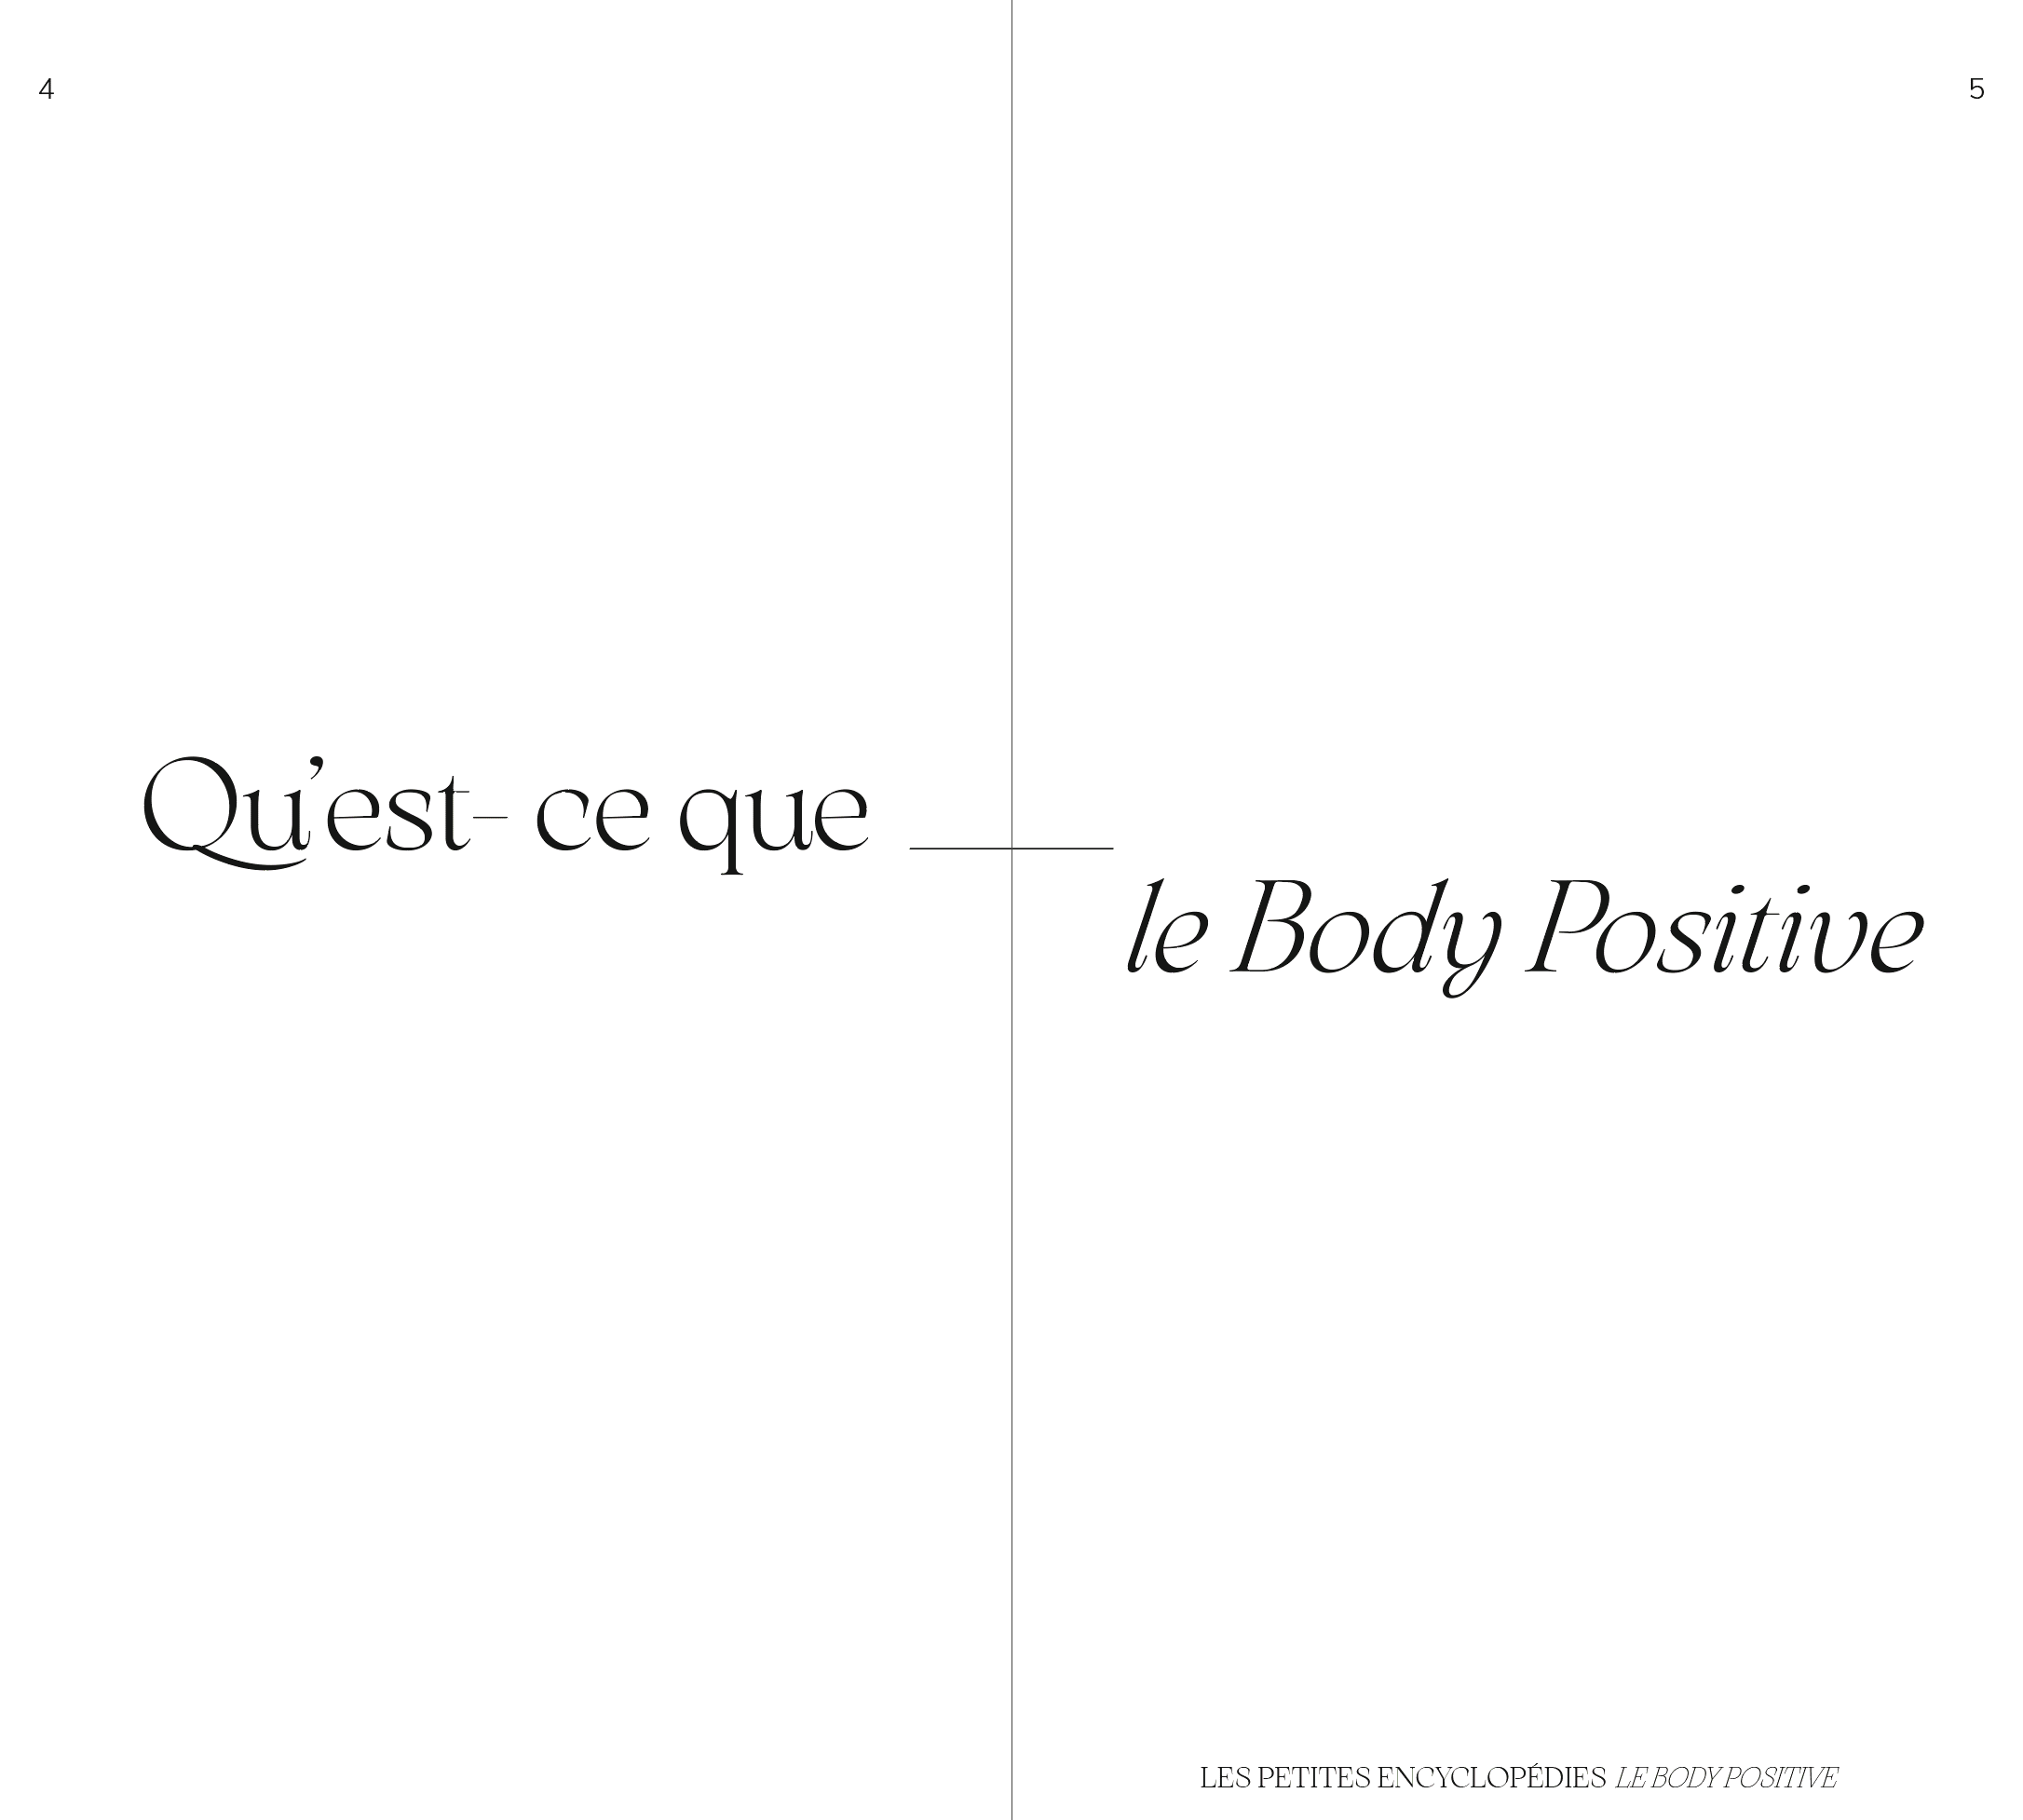 4
5
Qu’est- ce que
le Body Positive
LES PETITES ENCYCLOPÉDIES LE BODY POSITIVE